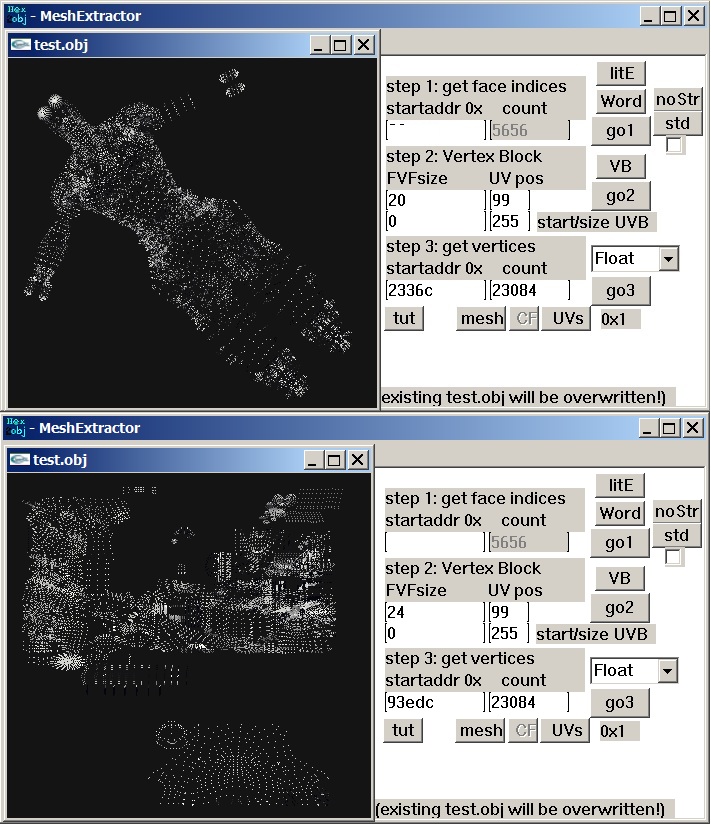 Hex
obj - MeshExtractor
test.obj
litE
step 1: get face indices
startaddr 0x count
Word
noStr
5656
go1
std
step 2: Vertex Block
FVFsize UV pos
VB
20 99
go2
0 255 start/size UVB
step 3: get vertices
startaddr 0x count
Float
2336c 23084
go3
tut mesh CF UVs 0x1
existing test.obj will be overwritten!)
Hex
obj - MeshExtractor
test.obj
litE
step 1: get face indices
startaddr 0x count
Word
noStr
5656
go1
std
step 2: Vertex Block
FVFsize UV pos
VB
24 99
go2
0 255 start/size UVB
step 3: get vertices
startaddr 0x count
Float
93edc 23084
go3
tut mesh CF UVs 0x1
(existing test.obj will be overwritten!)